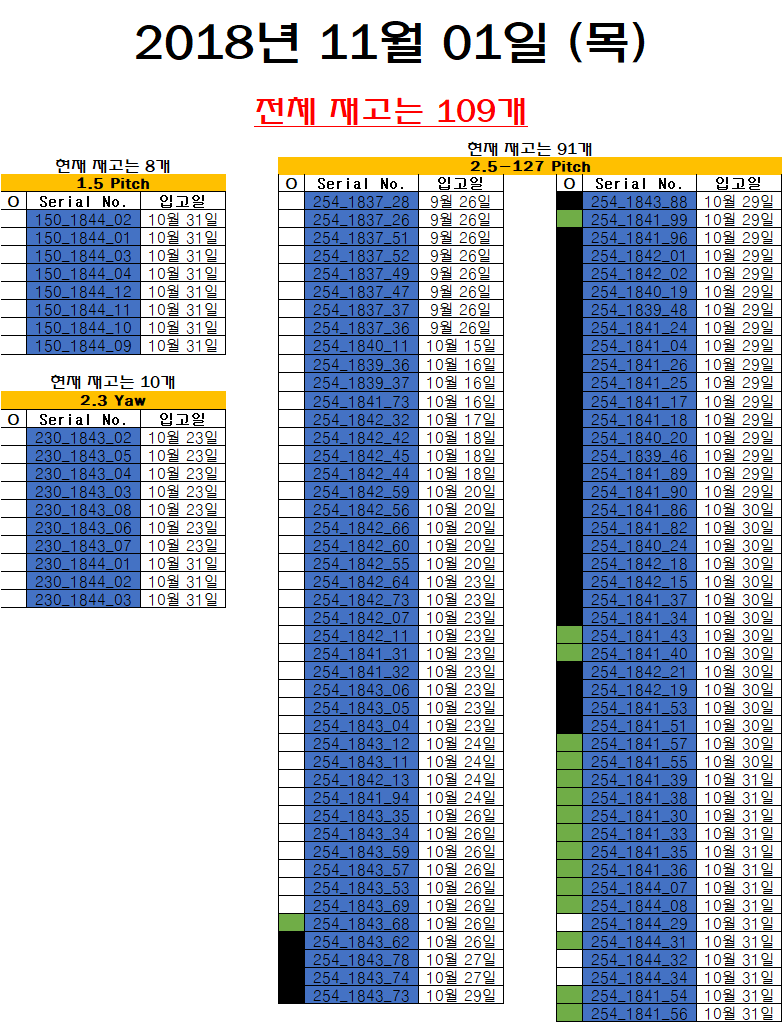 2018년 11월 01일 (목)
전체 재고는 109개
현재 재고는 8개
1.5 Pitch
O Serial No. 입고일
150_1844_02 10월 31일
150_1844_01 10월 31일
150_1844_03 10월 31일
150_1844_04 10월 31일
150_1844_12 10월 31일
150_1844_11 10월 31일
150_1844_10 10월 31일
150_1844_09 10월 31일
현재 재고는 10개
2.3 Yaw
O Serial No. 입고일
230_1843_02 10월 23일
230_1843_05 10월 23일
230_1843_04 10월 23일
230_1843_03 10월 23일
230_1843_08 10월 23일
230_1843_06 10월 23일
230_1843_07 10월 23일
230_1844_01 10월 31일
230_1844_02 10월 31일
230_1844_03 10월 31일
현재 재고는 91개
2.5-127 Pitch
O Serial No. 입고일
254_1837_28 9월 26일
254_1837_26 9월 26일
254_1837_51 9월 26일
254_1837_52 9월 26일
254_1837_49 9월 26일
254_1837_47 9월 26일
254_1837_37 9월 26일
254_1837_36 9월 26일
254_1840_11 10월 15일
254_1839_36 10월 16일
254_1839_37 10월 16일
254_1841_73 10월 16일
254_1842_32 10월 17일
254_1842_42 10월 18일
254_1842_45 10월 18일
254_1842_44 10월 18일
254_1842_59 10월 20일
254_1842_56 10월 20일
254_1842_66 10월 20일
254_1842_60 10월 20일
254_1842_55 10월 20일
254_1842_64 10월 23일
254_1842_73 10월 23일
254_1842_07 10월 23일
254_1842_11 10월 23일
254_1841_31 10월 23일
254_1841_32 10월 23일
254_1843_06 10월 23일
254_1843_05 10월 23일
254_1843_04 10월 23일
254_1843_12 10월 24일
254_1843_11 10월 24일
254_1842_13 10월 24일
254_1841_94 10월 24일
254_1843_35 10월 26일
254_1843_34 10월 26일
254_1843_59 10월 26일
254_1843_57 10월 26일
254_1843_53 10월 26일
254_1843_69 10월 26일
254_1843_68 10월 26일
254_1843_62 10월 26일
254_1843_78 10월 27일
254_1843_74 10월 27일
254_1843_73 10월 29일
O Serial No. 입고일
254_1843_88 10월 29일
254_1841_99 10월 29일
254_1841_96 10월 29일
254_1842_01 10월 29일
254_1842_02 10월 29일
254_1840_19 10월 29일
254_1839_48 10월 29일
254_1841_24 10월 29일
254_1841_04 10월 29일
254_1841_26 10월 29일
254_1841_25 10월 29일
254_1841_17 10월 29일
254_1841_18 10월 29일
254_1840_20 10월 29일
254_1839_46 10월 29일
254_1841_89 10월 29일
254_1841_90 10월 29일
254_1841_86 10월 30일
254_1841_82 10월 30일
254_1840_24 10월 30일
254_1842_18 10월 30일
254_1842_15 10월 30일
254_1841_37 10월 30일
254_1841_34 10월 30일
254_1841_43 10월 30일
254_1841_40 10월 30일
254_1842_21 10월 30일
254_1842_19 10월 30일
254_1841_53 10월 30일
254_1841_51 10월 30일
254_1841_57 10월 30일
254_1841_55 10월 30일
254_1841_39 10월 31일
254_1841_38 10월 31일
254_1841_30 10월 31일
254_1841_33 10월 31일
254_1841_35 10월 31일
254_1841_36 10월 31일
254_1844_07 10월 31일
254_1844_08 10월 31일
254_1844_29 10월 31일
254_1844_31 10월 31일
254_1844_32 10월 31일
254_1844_34 10월 31일
254_1841_54 10월 31일
254_1841_56 10월 31일